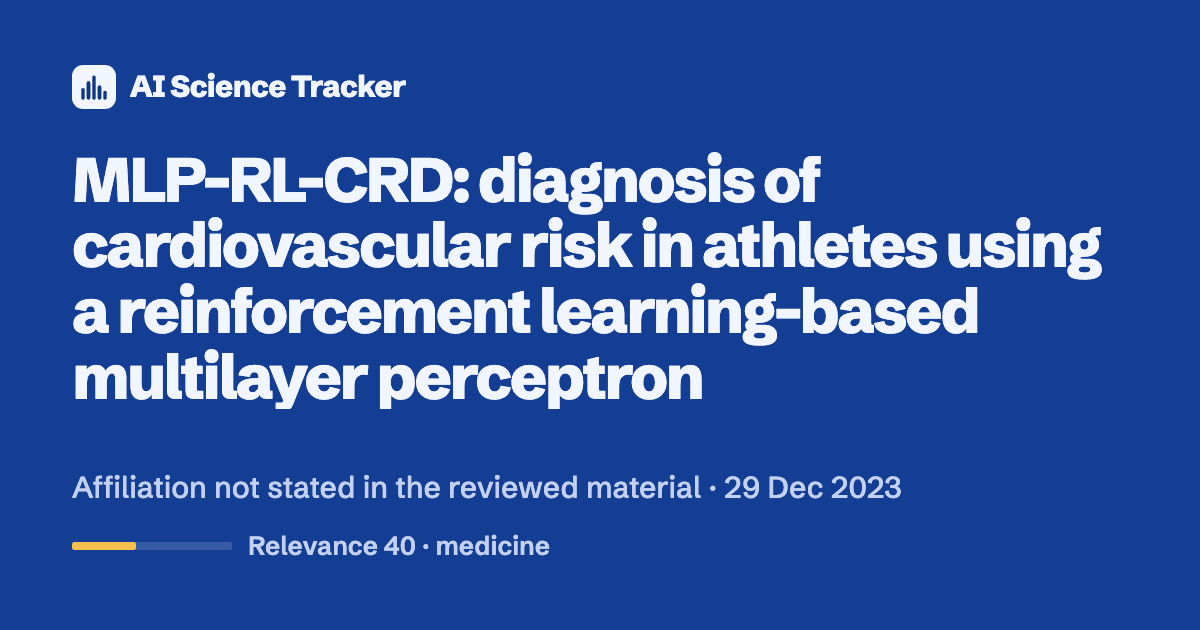 AI Science Tracker
MLP-RL-CRD: diagnosis of
cardiovascular risk in athletes using
a reinforcement learning-based
multilayer perceptron
Affiliation not stated in the reviewed material · 29 Dec 2023
Relevance 40 · medicine